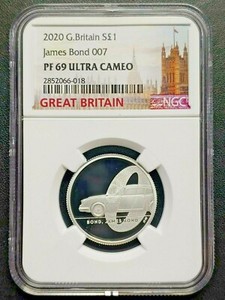 2020 G.Britain S£1
James Bond 007
PF 69 ULTRA CAMEO
2852066-018
GREAT BRITAIN
NGC
BOND, JAMES BOND